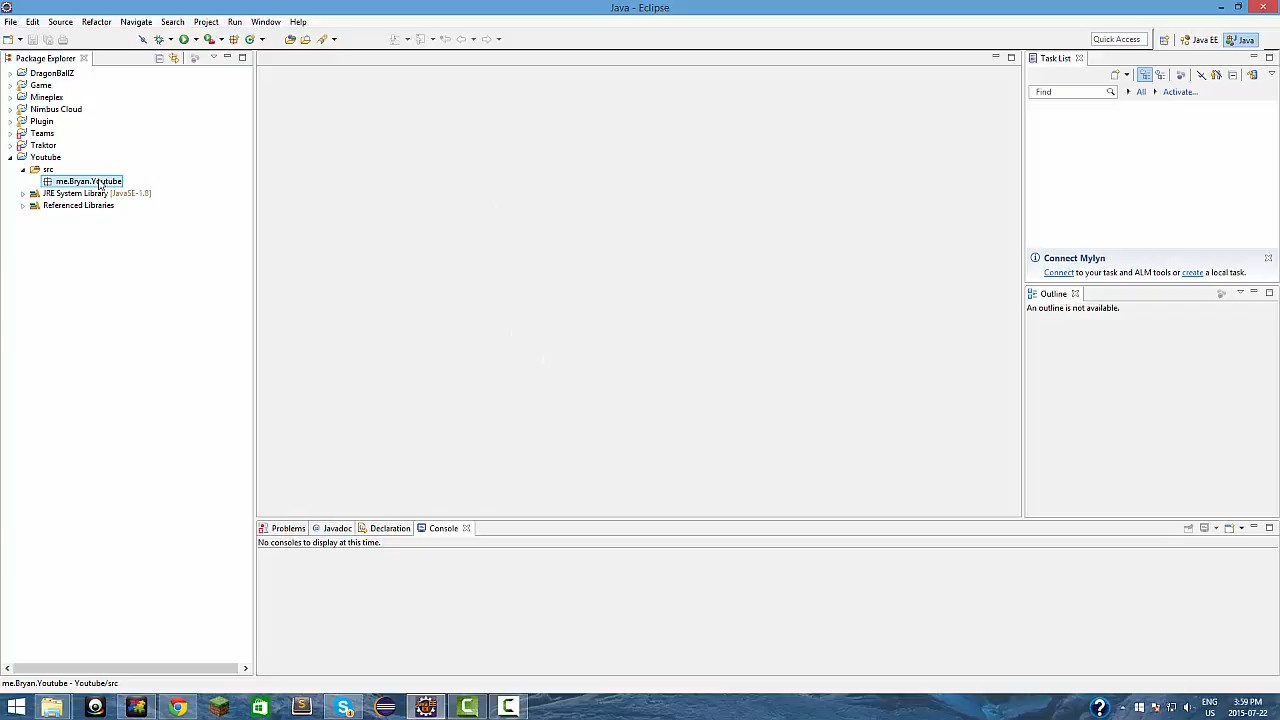 Java - Eclipse
File Edit Source Refactor Navigate Search Project Run Window Help
Quick Access Java EE Java
Package Explorer
DragonBallZ
Game
Mineplex
Nimbus Cloud
Plugin
Teams
Traktor
Youtube
src
me.Bryan.Youtube
JRE System Library [JavaSE-1.8]
Referenced Libraries
Task List
Find All Activate...
Connect Mylyn
Connect to your task and ALM tools or create a local task.
Outline
An outline is not available.
Problems @ Javadoc Declaration Console
No consoles to display at this time.
me.Bryan.Youtube - Youtube/src
ENG 3:59 PM
US 2015-07-22